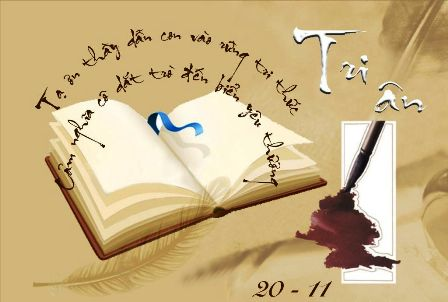 Tạ ơn thầy dẫn con vào rừng tri thức
Cảm nghĩa cô dắt trò đến biển yêu thương
Tri ân
20 - 11